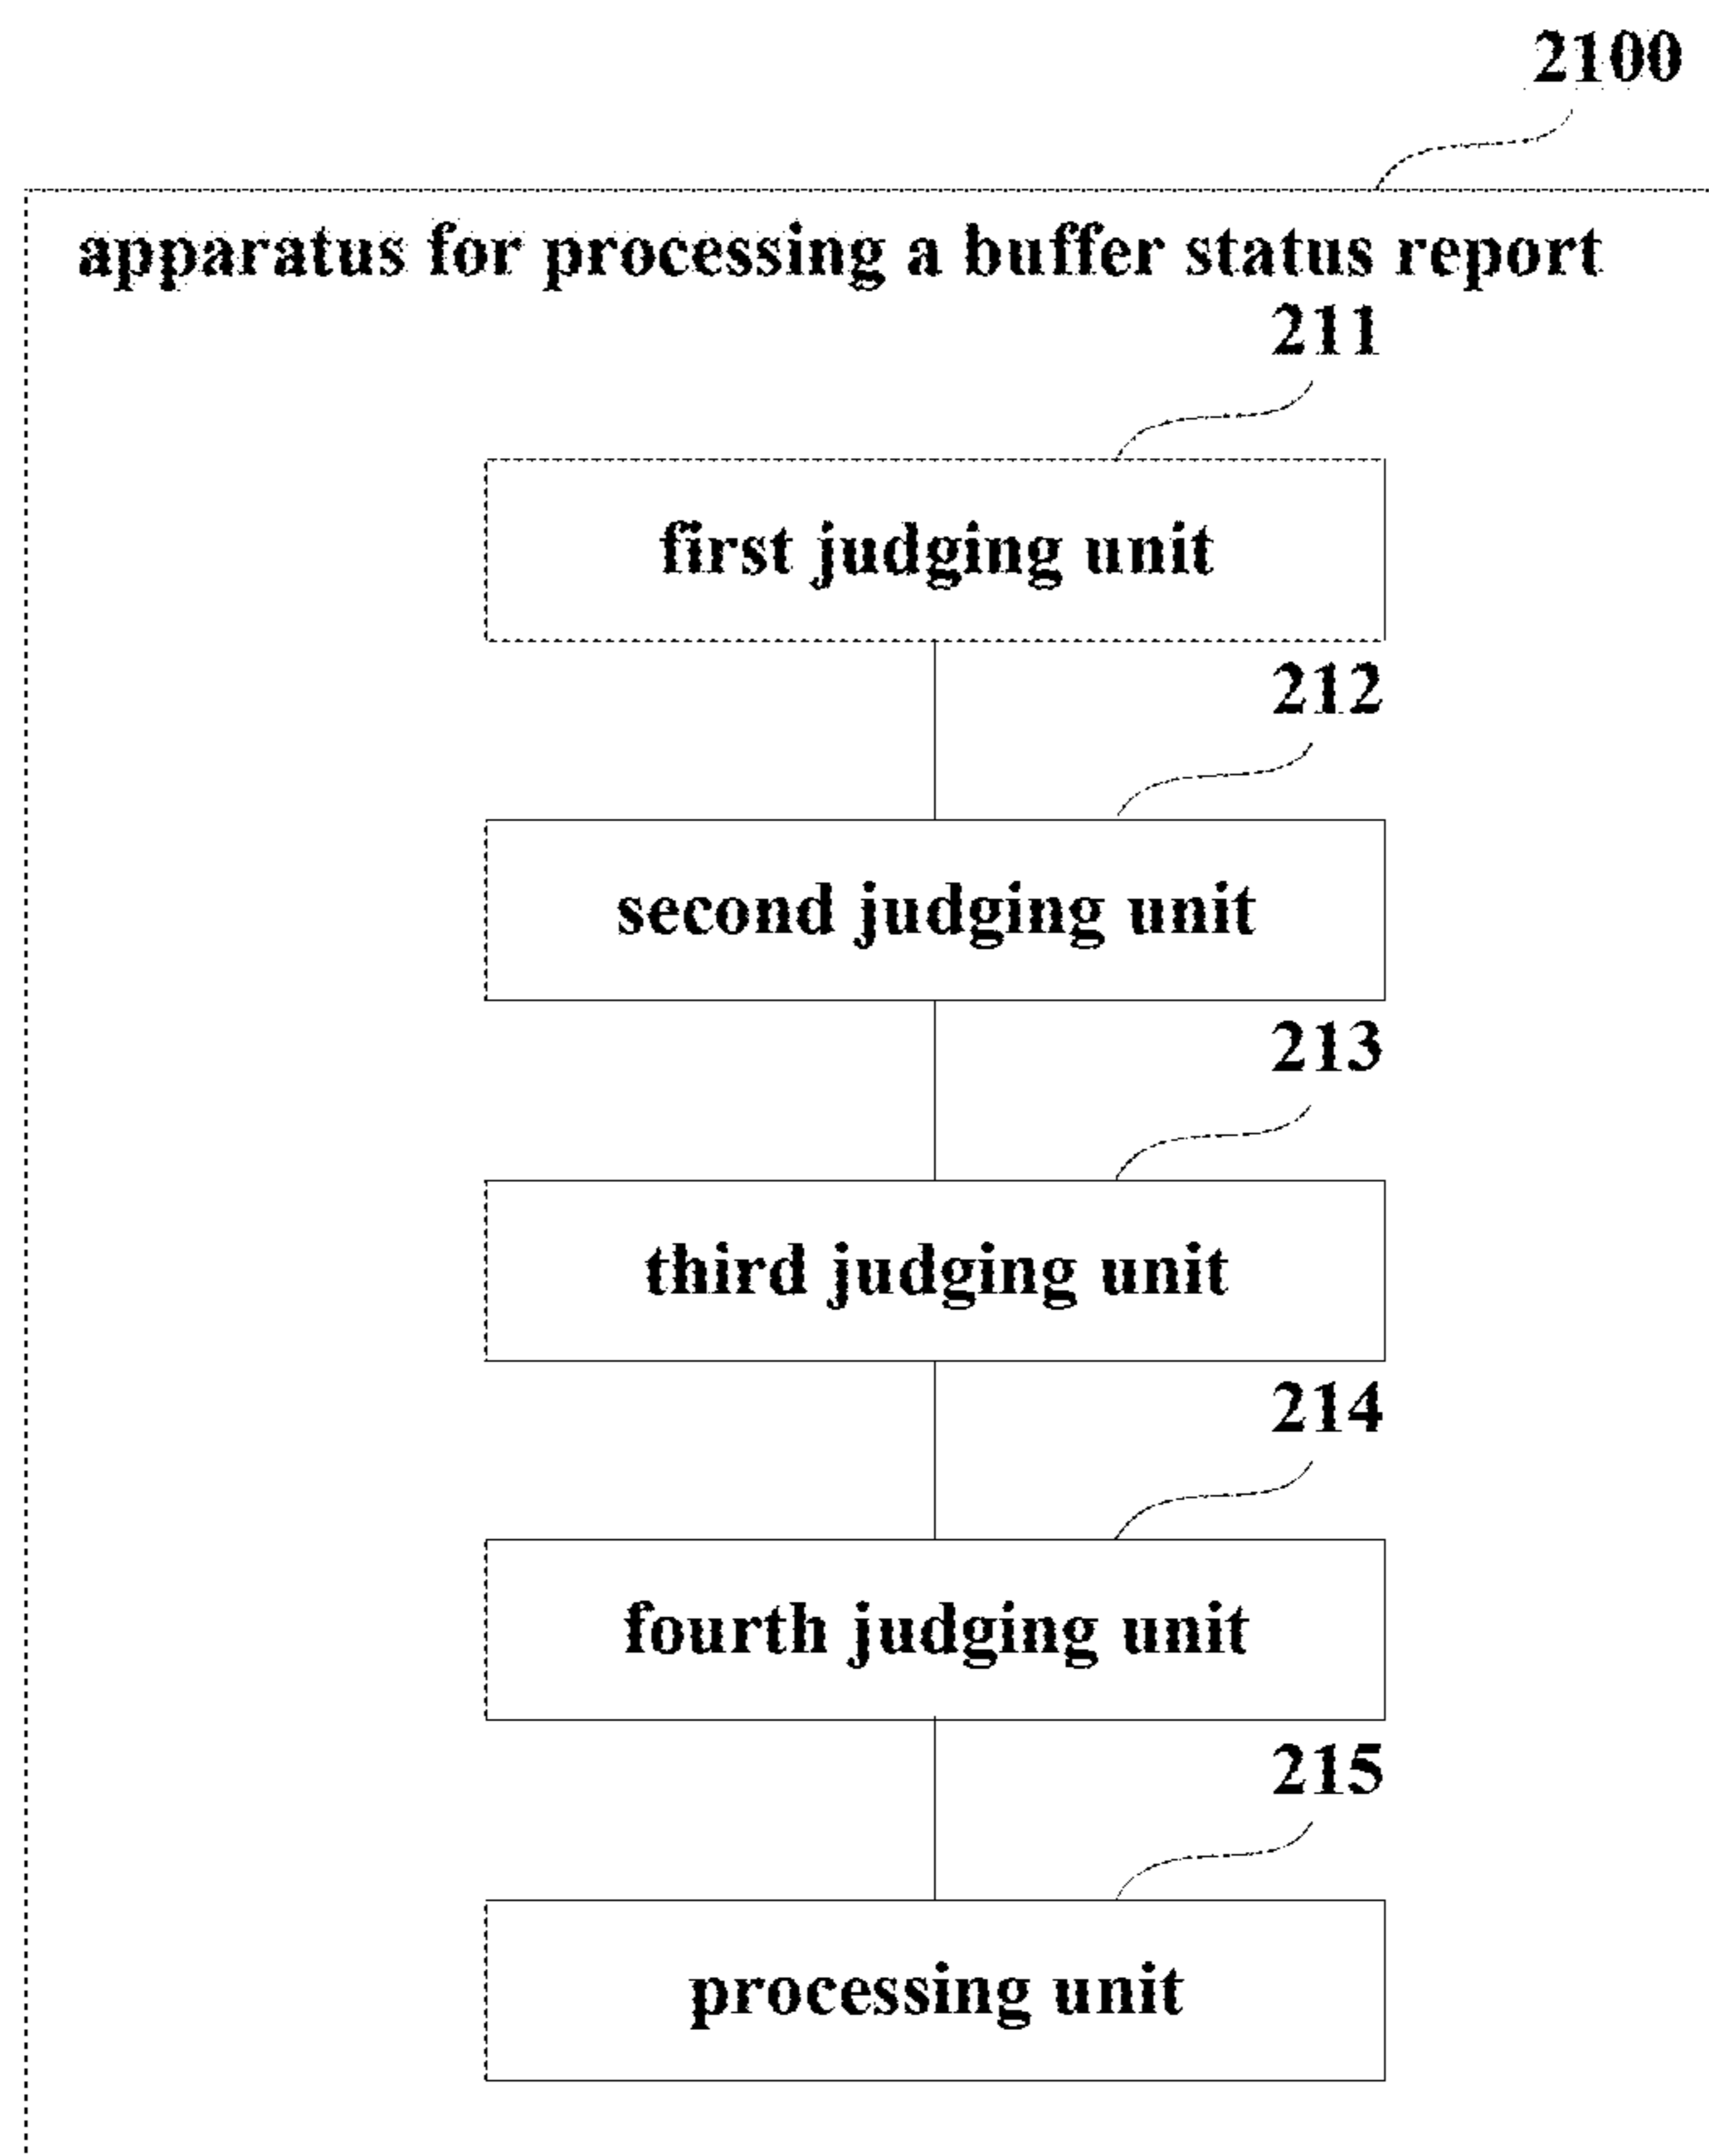 2100
apparatus for processing a buffer status report
211
first judging unit
212
second judging unit
213
third judging unit
214
fourth judging unit
215
processing unit